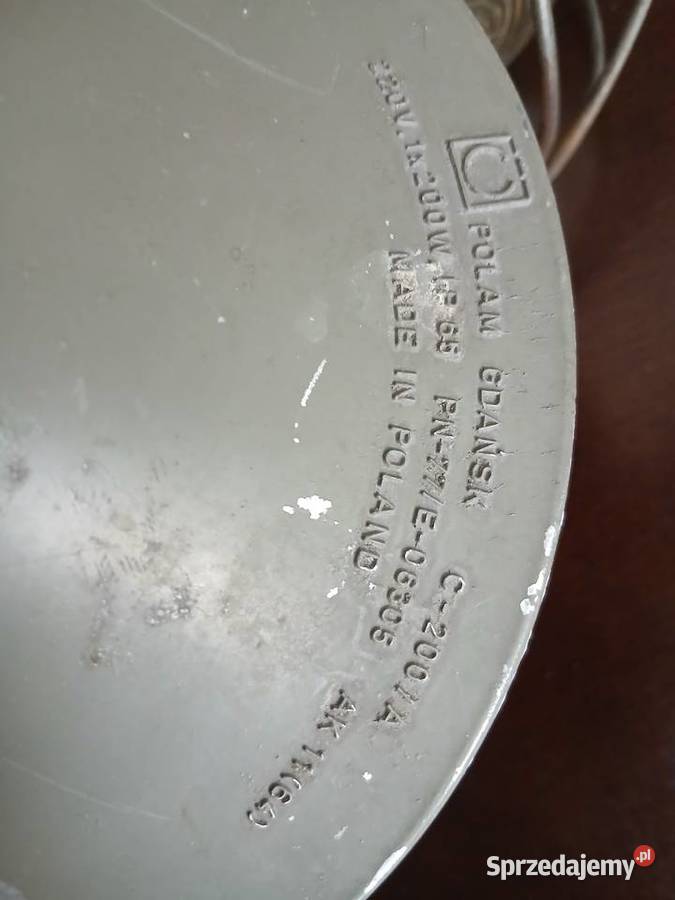 POLAM GDAŃSK C-2001A
220V. 1x200W, IP 65 PN-77/E-06305
MADE IN POLAND
AK 11(64)
Sprzedajemy.pl